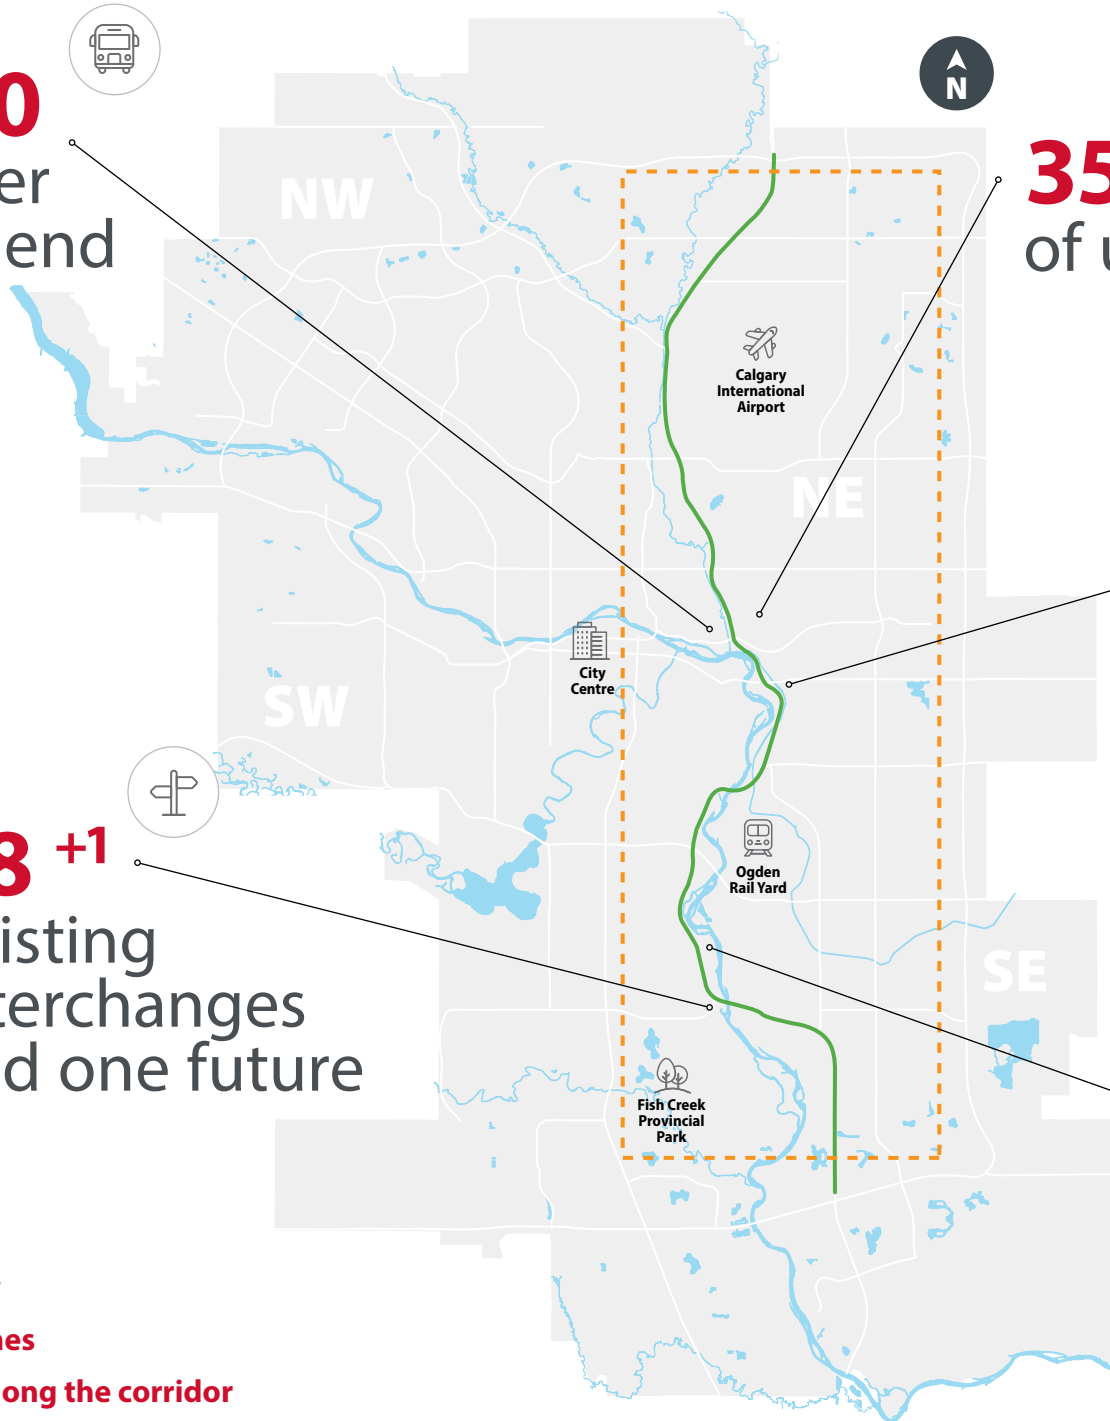 0
er
end
N
35
of u
NW
Calgary
International
Airport
NE
City
Centre
SW
8 +1
isting
terchanges
d one future
Ogden
Rail Yard
SE
Fish Creek
Provincial
Park
nes
ong the corridor